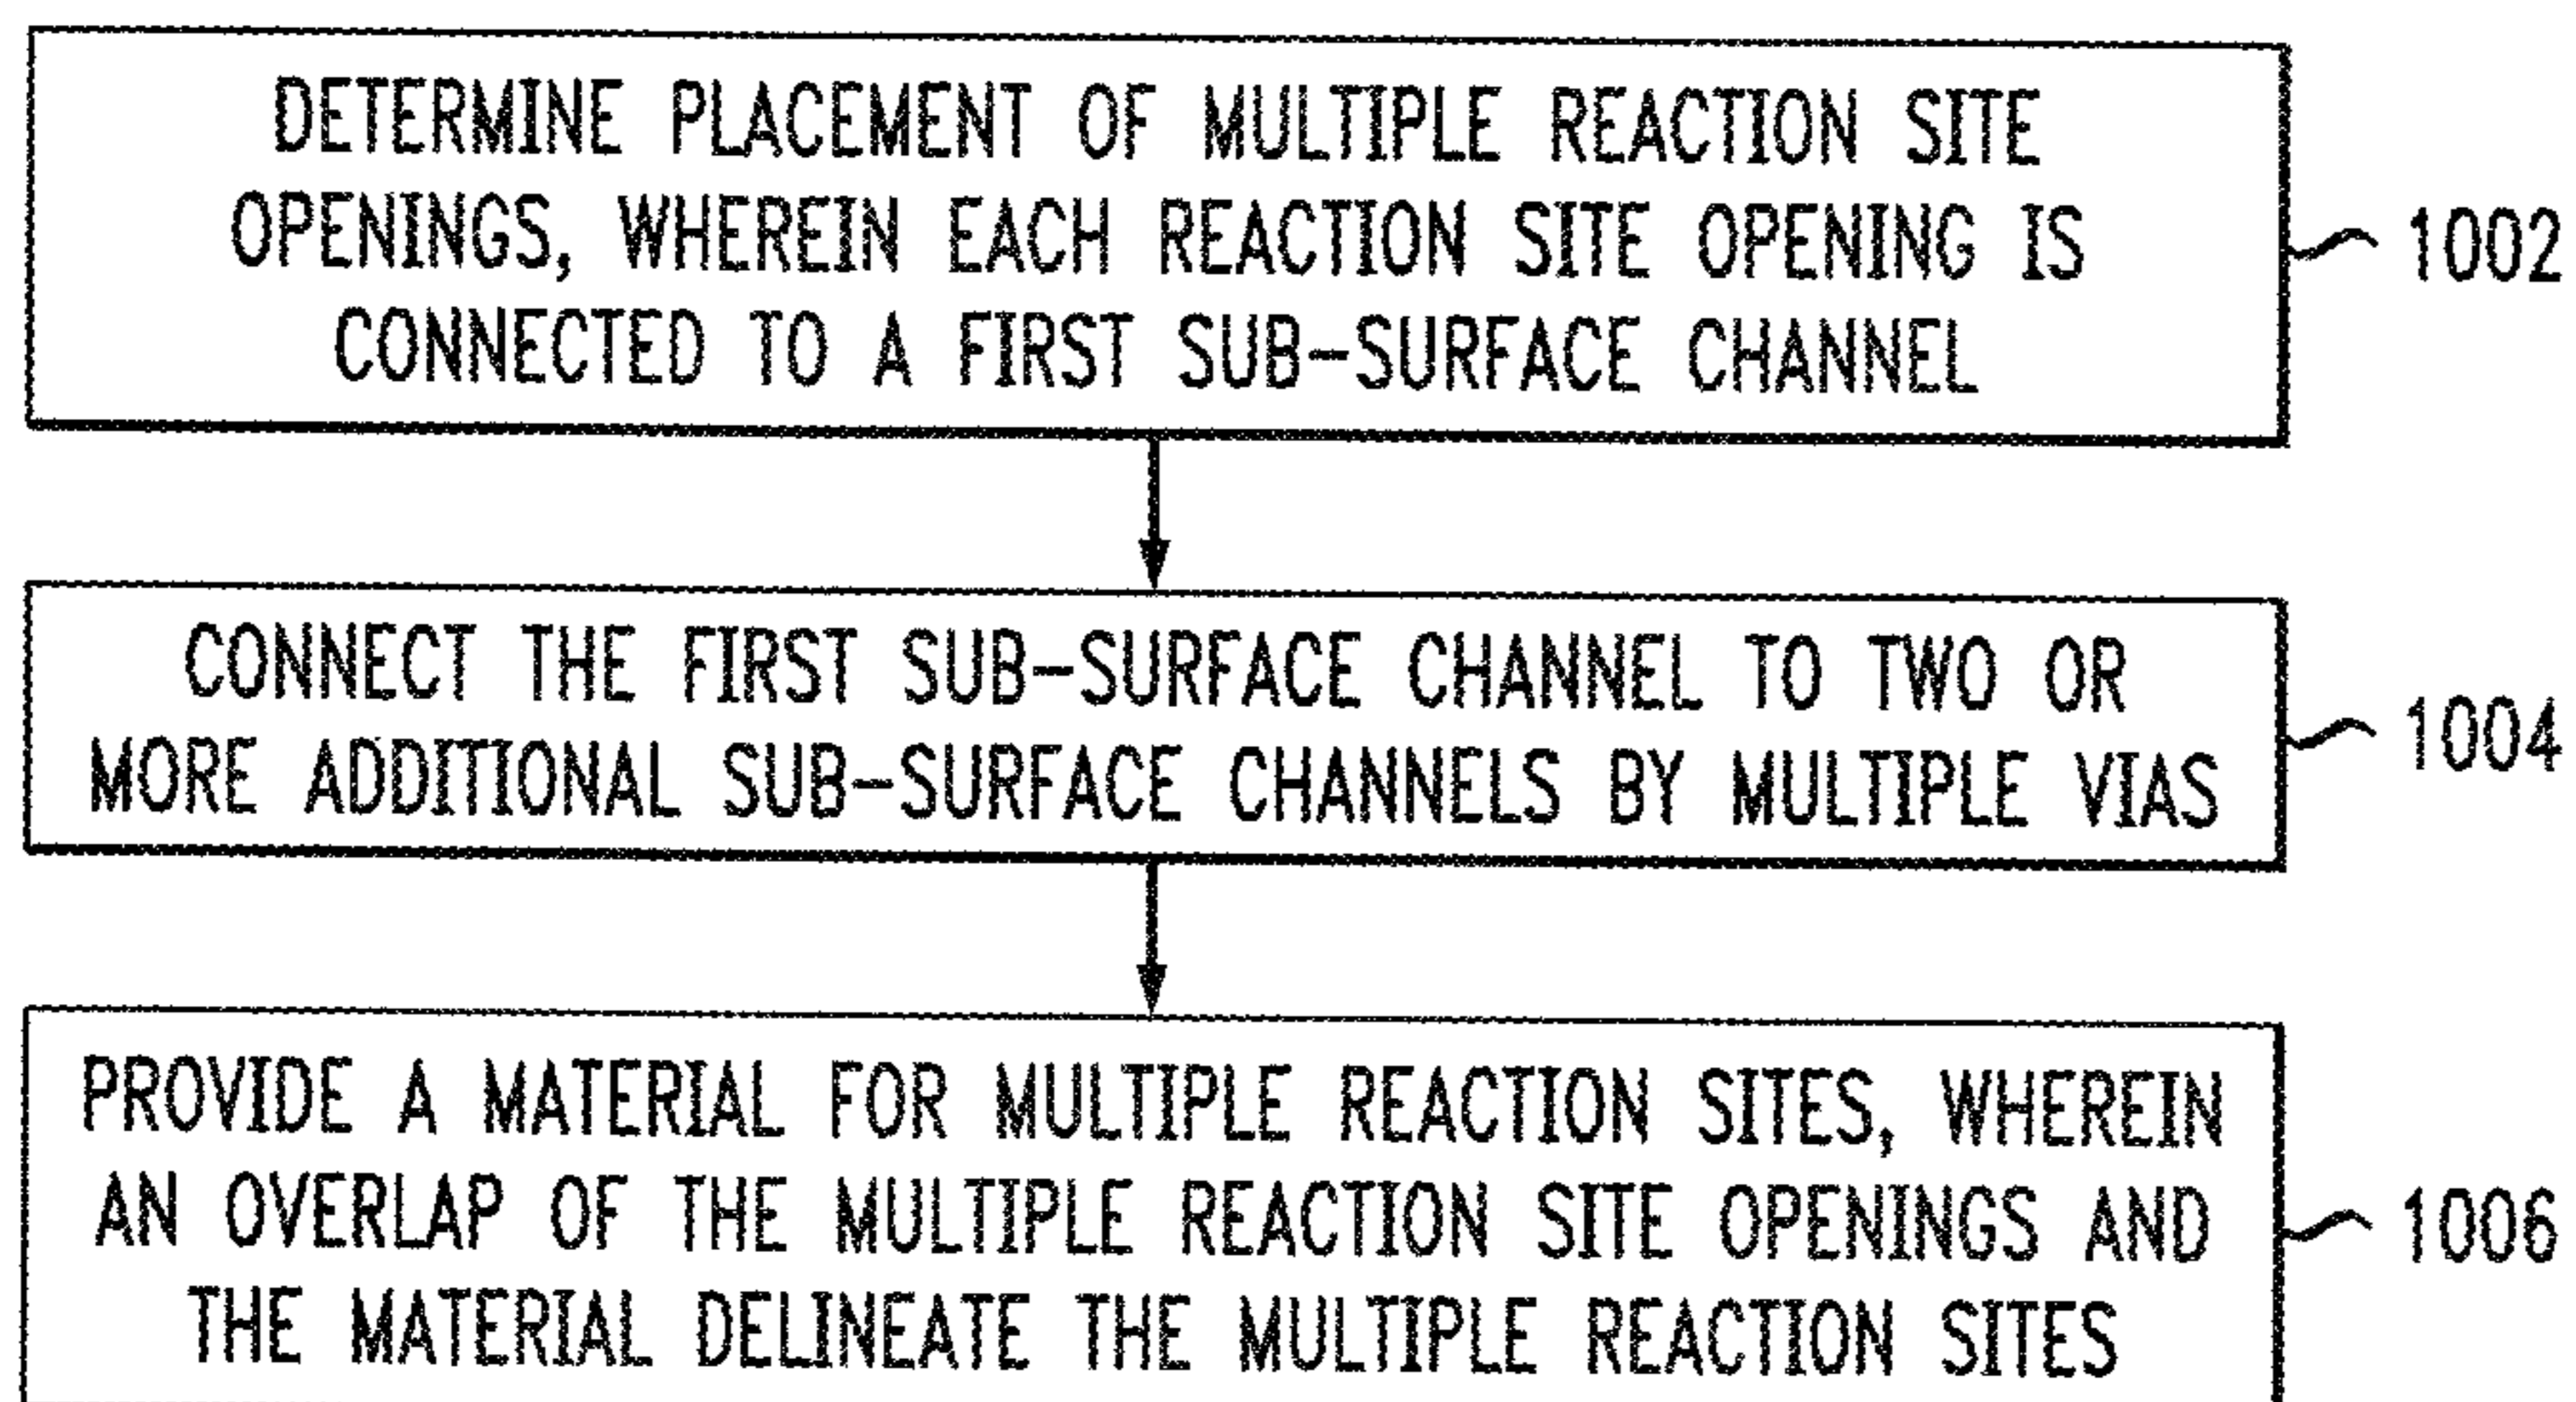 DETERMINE PLACEMENT OF MULTIPLE REACTION SITE
OPENINGS, WHEREIN EACH REACTION SITE OPENING IS
CONNECTED TO A FIRST SUB-SURFACE CHANNEL
1002
CONNECT THE FIRST SUB-SURFACE CHANNEL TO TWO OR
MORE ADDITIONAL SUB-SURFACE CHANNELS BY MULTIPLE VIAS
1004
PROVIDE A MATERIAL FOR MULTIPLE REACTION SITES, WHEREIN
AN OVERLAP OF THE MULTIPLE REACTION SITE OPENINGS AND
THE MATERIAL DELINEATE THE MULTIPLE REACTION SITES
1006